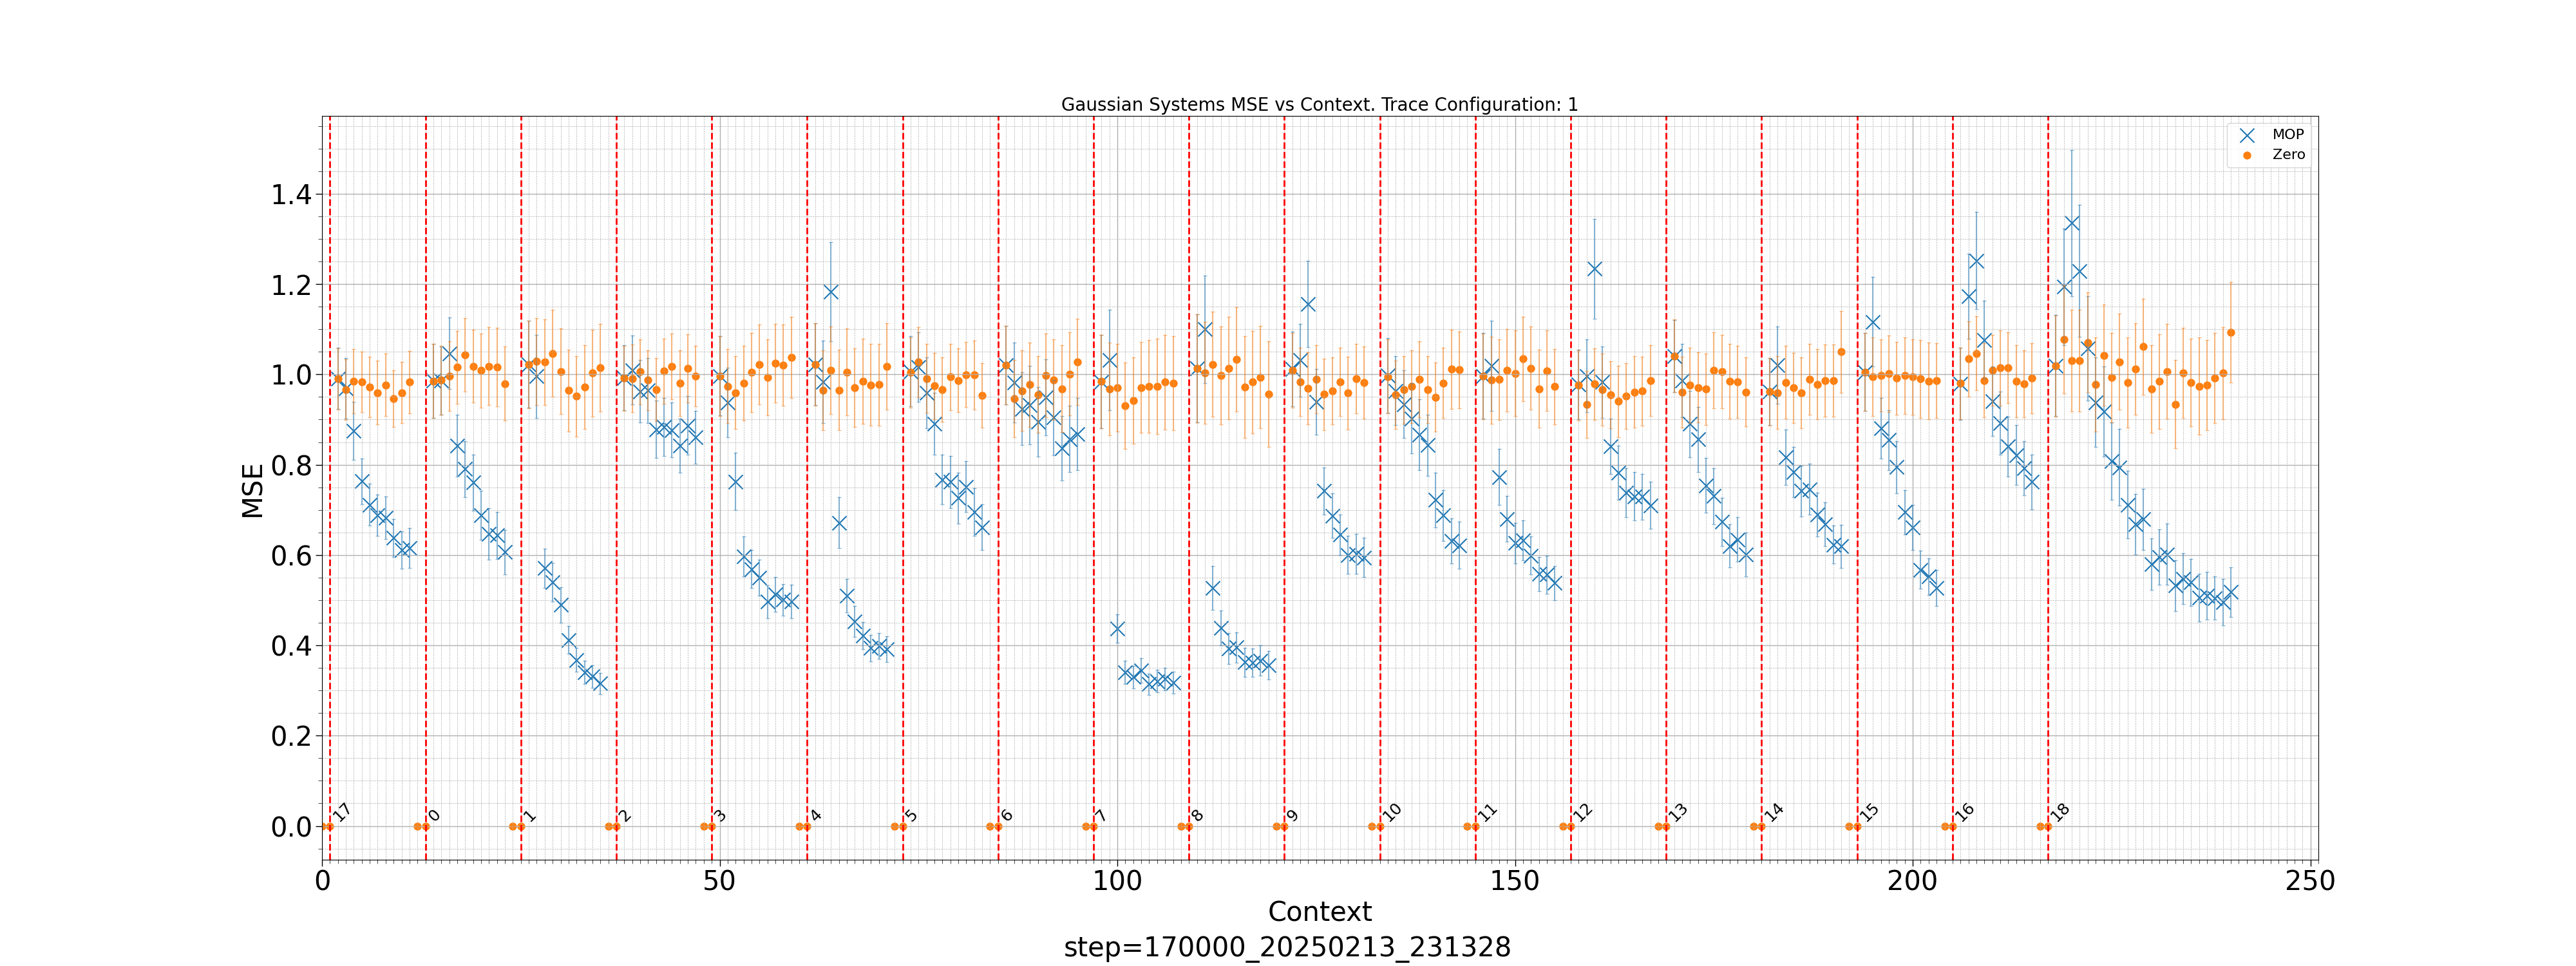 Gaussian Systems MSE vs Context. Trace Configuration: 1
MOP
Zero
MSE
1.4
1.2
1.0
0.8
0.6
0.4
0.2
0.0
17 0 1 2 3 4 5 6 7 8 9 10 11 12 13 14 15 16 18
0 50 100 150 200 250
Context
step=170000_20250213_231328